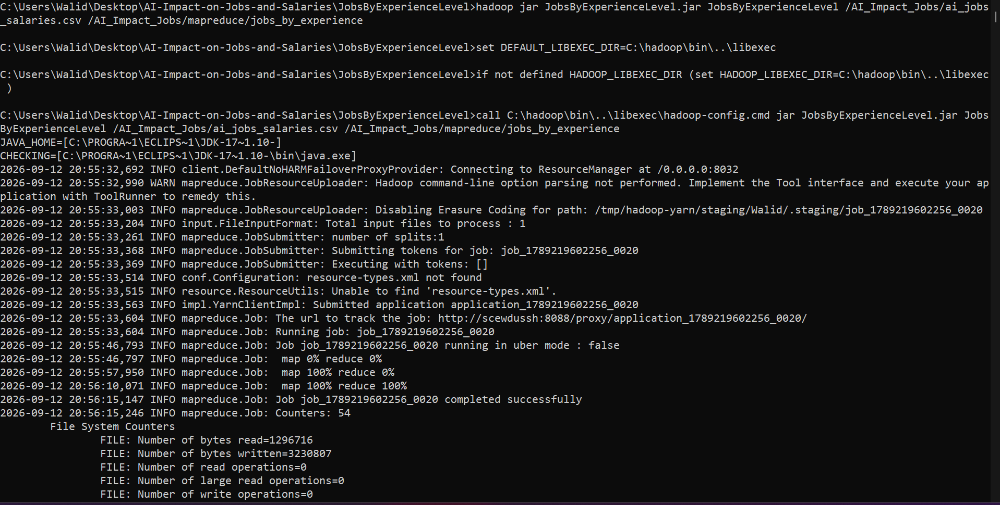 C:\Users\Walid\Desktop\AI-Impact-on-Jobs-and-Salaries\JobsByExperienceLevel>hadoop jar JobsByExperienceLevel.jar JobsByExperienceLevel /AI_Impact_Jobs/ai_jobs
_salaries.csv /AI_Impact_Jobs/mapreduce/jobs_by_experience
C:\Users\Walid\Desktop\AI-Impact-on-Jobs-and-Salaries\JobsByExperienceLevel>set DEFAULT_LIBEXEC_DIR=C:\hadoop\bin\..\libexec
C:\Users\Walid\Desktop\AI-Impact-on-Jobs-and-Salaries\JobsByExperienceLevel>if not defined HADOOP_LIBEXEC_DIR (set HADOOP_LIBEXEC_DIR=C:\hadoop\bin\..\libexec
 )
C:\Users\Walid\Desktop\AI-Impact-on-Jobs-and-Salaries\JobsByExperienceLevel>call C:\hadoop\bin\..\libexec\hadoop-config.cmd jar JobsByExperienceLevel.jar Jobs
ByExperienceLevel /AI_Impact_Jobs/ai_jobs_salaries.csv /AI_Impact_Jobs/mapreduce/jobs_by_experience
JAVA_HOME=[C:\PROGRA~1\ECLIPS~1\JDK-17~1.10-]
CHECKING=[C:\PROGRA~1\ECLIPS~1\JDK-17~1.10-\bin\java.exe]
2026-09-12 20:55:32,692 INFO client.DefaultNoHARMFailoverProxyProvider: Connecting to ResourceManager at /0.0.0.0:8032
2026-09-12 20:55:32,990 WARN mapreduce.JobResourceUploader: Hadoop command-line option parsing not performed. Implement the Tool interface and execute your ap
plication with ToolRunner to remedy this.
2026-09-12 20:55:33,003 INFO mapreduce.JobResourceUploader: Disabling Erasure Coding for path: /tmp/hadoop-yarn/staging/Walid/.staging/job_1789219602256_0020
2026-09-12 20:55:33,204 INFO input.FileInputFormat: Total input files to process : 1
2026-09-12 20:55:33,261 INFO mapreduce.JobSubmitter: number of splits:1
2026-09-12 20:55:33,368 INFO mapreduce.JobSubmitter: Submitting tokens for job: job_1789219602256_0020
2026-09-12 20:55:33,369 INFO mapreduce.JobSubmitter: Executing with tokens: []
2026-09-12 20:55:33,514 INFO conf.Configuration: resource-types.xml not found
2026-09-12 20:55:33,515 INFO resource.ResourceUtils: Unable to find 'resource-types.xml'.
2026-09-12 20:55:33,563 INFO impl.YarnClientImpl: Submitted application application_1789219602256_0020
2026-09-12 20:55:33,604 INFO mapreduce.Job: The url to track the job: http://scewdussh:8088/proxy/application_1789219602256_0020/
2026-09-12 20:55:33,604 INFO mapreduce.Job: Running job: job_1789219602256_0020
2026-09-12 20:55:46,793 INFO mapreduce.Job: Job job_1789219602256_0020 running in uber mode : false
2026-09-12 20:55:46,797 INFO mapreduce.Job:  map 0% reduce 0%
2026-09-12 20:55:57,950 INFO mapreduce.Job:  map 100% reduce 0%
2026-09-12 20:56:10,071 INFO mapreduce.Job:  map 100% reduce 100%
2026-09-12 20:56:15,147 INFO mapreduce.Job: Job job_1789219602256_0020 completed successfully
2026-09-12 20:56:15,246 INFO mapreduce.Job: Counters: 54
        File System Counters
                FILE: Number of bytes read=1296716
                FILE: Number of bytes written=3230807
                FILE: Number of read operations=0
                FILE: Number of large read operations=0
                FILE: Number of write operations=0